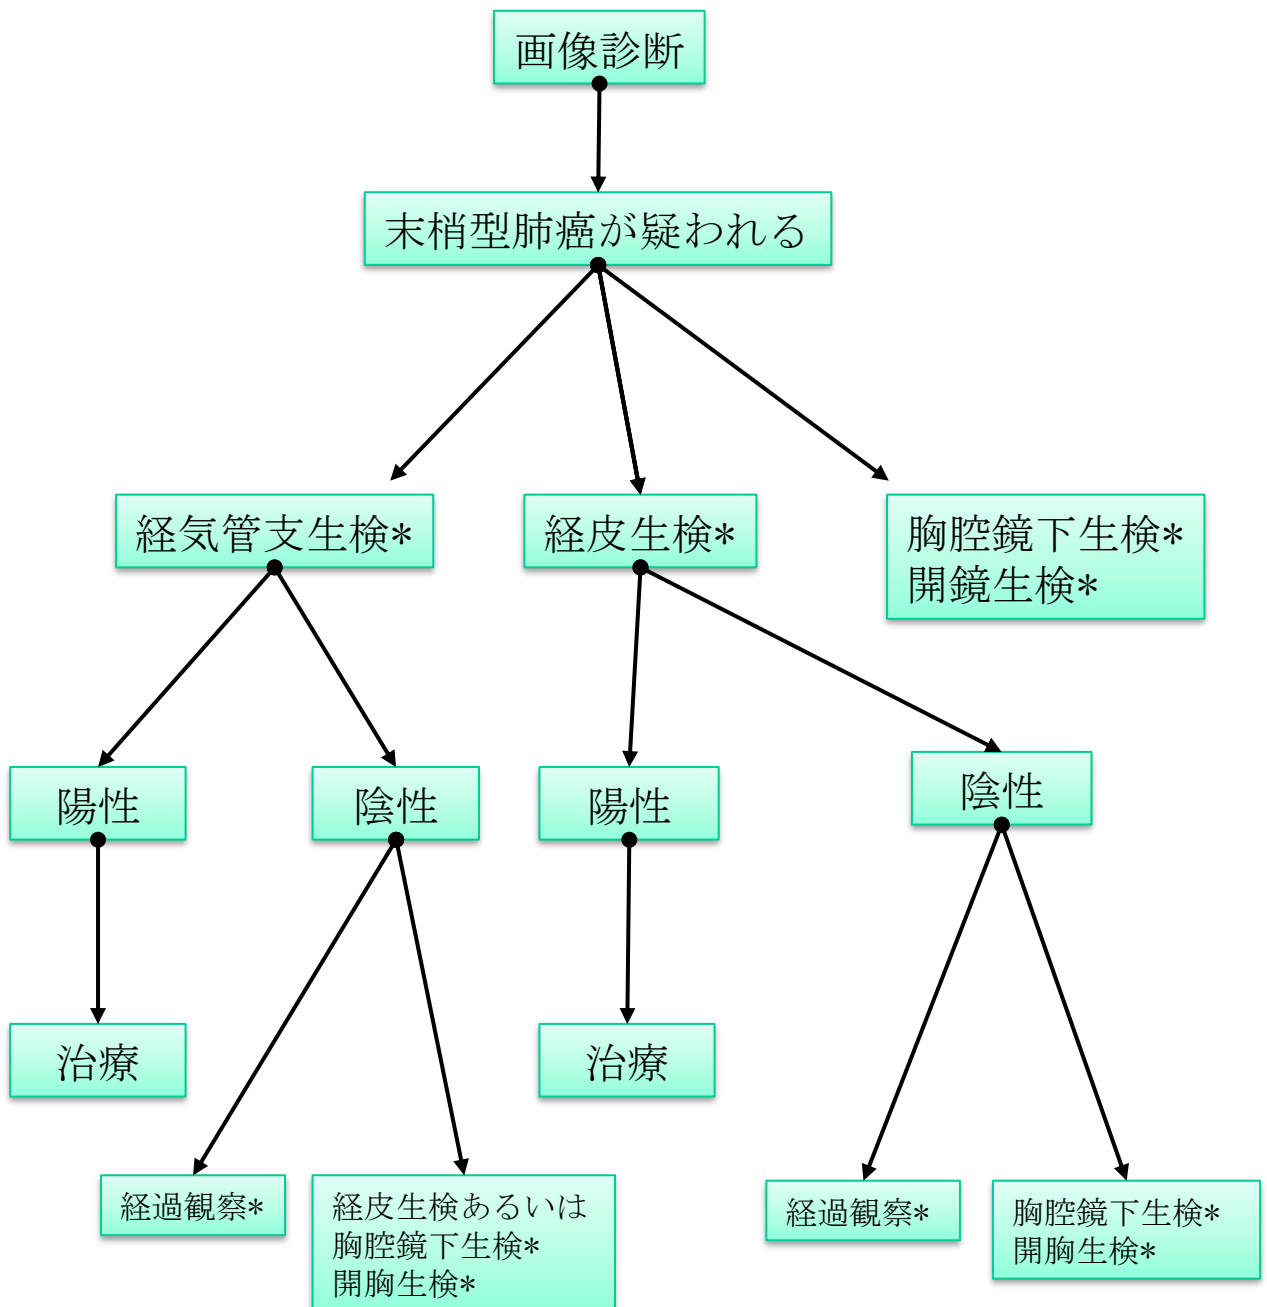 画像診断
末梢型肺癌が疑われる
経気管支生検*
経皮生検*
胸腔鏡下生検*
開鏡生検*
陽性
陰性
陽性
陰性
治療
治療
経過観察*
経皮生検あるいは
胸腔鏡下生検*
開胸生検*
経過観察*
胸腔鏡下生検*
開胸生検*